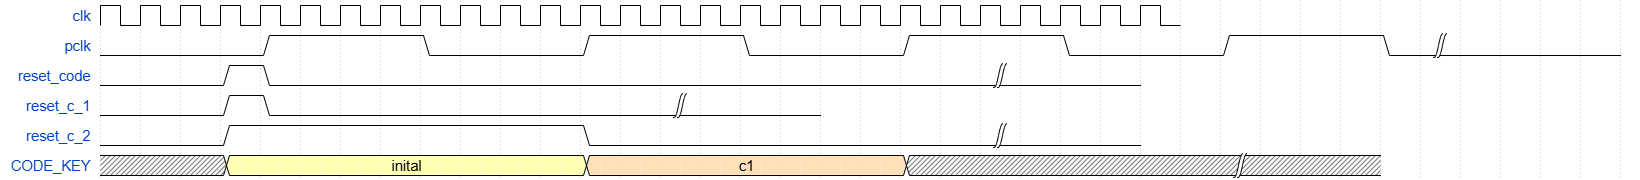 clk
pclk
reset_code
reset_c_1
reset_c_2
CODE_KEY inital c1